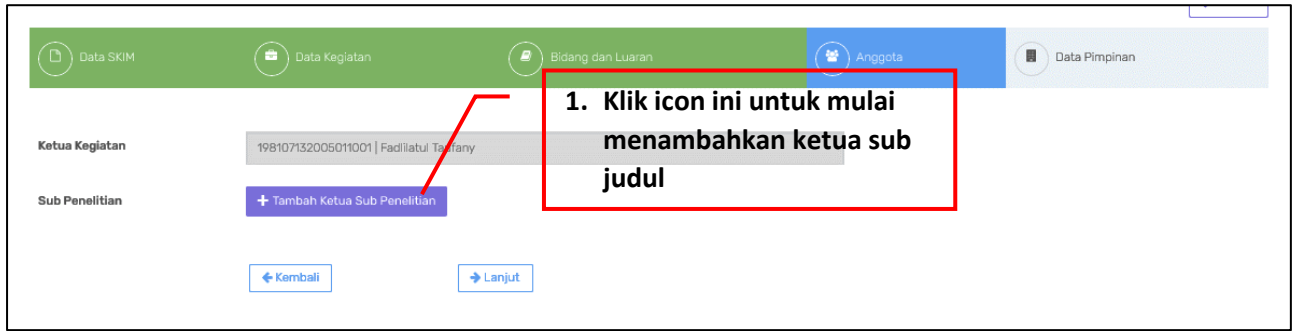 Data SKIM
Data Kegiatan
Bidang dan Luaran
Anggota
Data Pimpinan
1. Klik icon ini untuk mulai
menambahkan ketua sub
judul
Ketua Kegiatan
198107132005011001 | Fadlilatul Taufany
Sub Penelitian
+ Tambah Ketua Sub Penelitian
Kembali
Lanjut